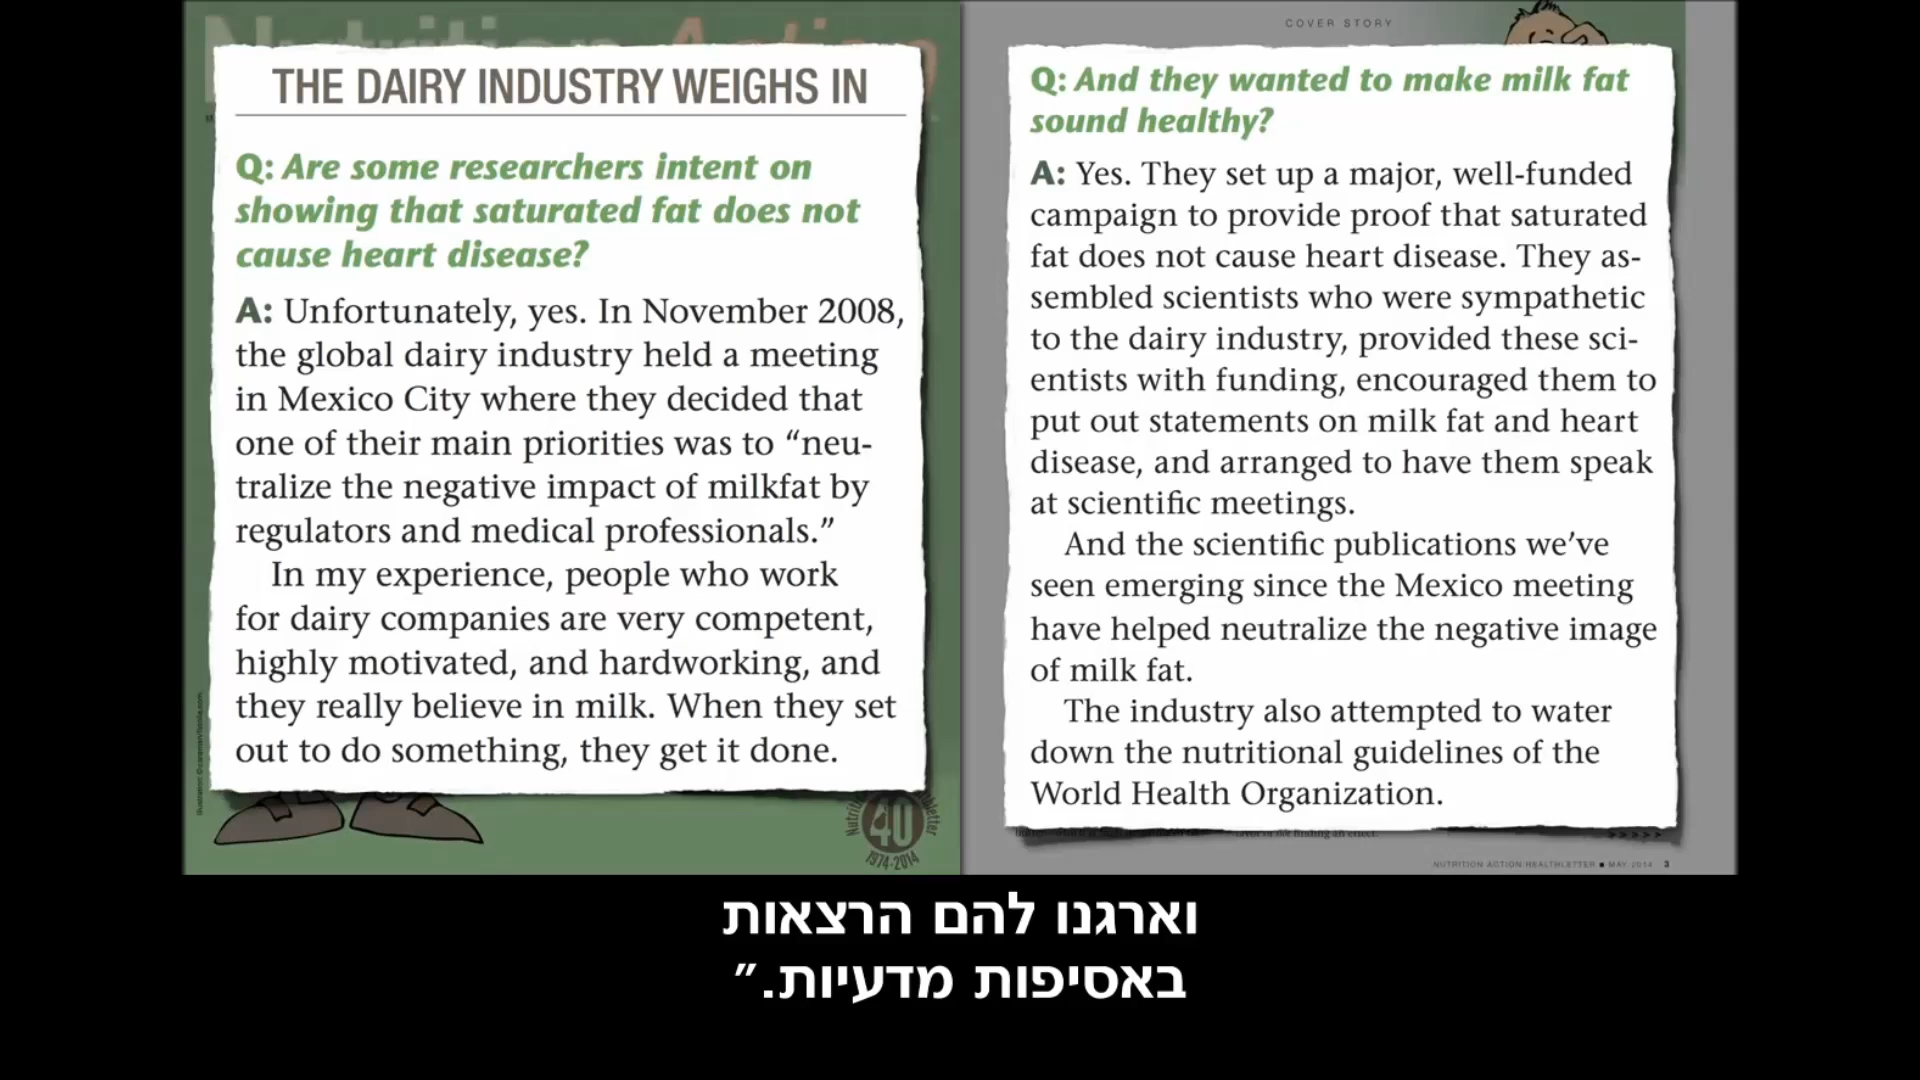 Nutrition Action
THE DAIRY INDUSTRY WEIGHS IN
Q: Are some researchers intent on
showing that saturated fat does not
cause heart disease?
A: Unfortunately, yes. In November 2008,
the global dairy industry held a meeting
in Mexico City where they decided that
one of their main priorities was to “neu-
tralize the negative impact of milkfat by
regulators and medical professionals.”
In my experience, people who work
for dairy companies are very competent,
highly motivated, and hardworking, and
they really believe in milk. When they set
out to do something, they get it done.
40
1974-2014
COVER STORY
Q: And they wanted to make milk fat
sound healthy?
A: Yes. They set up a major, well-funded
campaign to provide proof that saturated
fat does not cause heart disease. They as-
sembled scientists who were sympathetic
to the dairy industry, provided these sci-
entists with funding, encouraged them to
put out statements on milk fat and heart
disease, and arranged to have them speak
at scientific meetings.
And the scientific publications we’ve
seen emerging since the Mexico meeting
have helped neutralize the negative image
of milk fat.
The industry also attempted to water
down the nutritional guidelines of the
World Health Organization.
NUTRITION ACTION HEALTHLETTER ■ MAY 2014 3
וארגנו להם הרצאות
באסיפות מדעיות.”